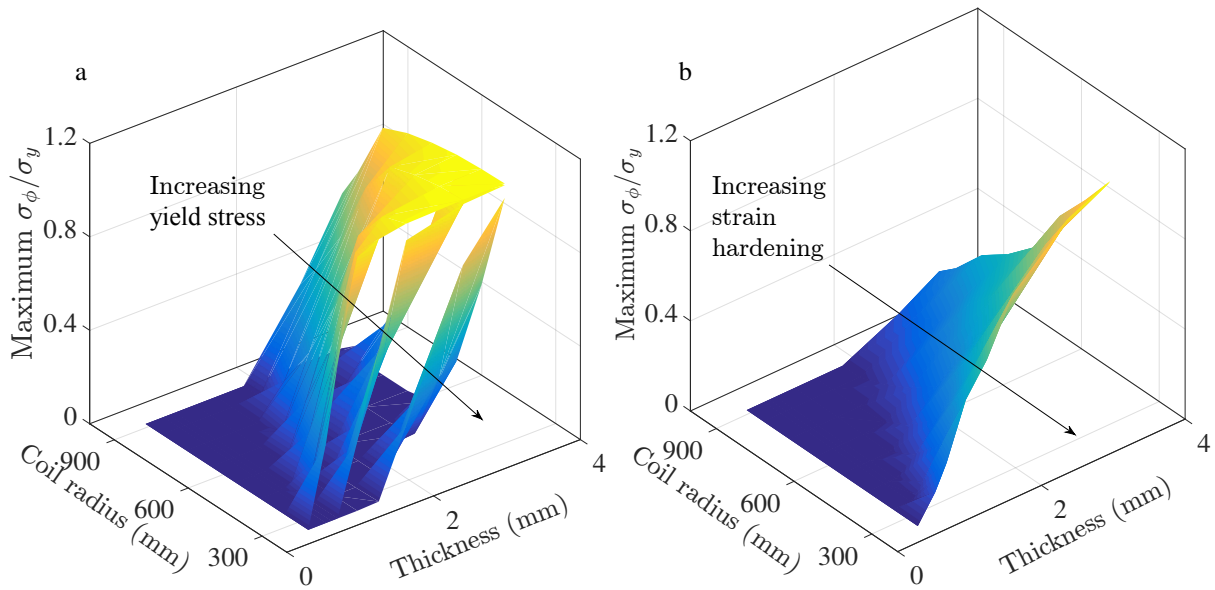 a
1.2
0.8
0.4
0
Maximum σ_ϕ/σ_y
Increasing
yield stress
900
600
300
Coil radius (mm)
0
2
4
Thickness (mm)
b
1.2
0.8
0.4
0
Maximum σ_ϕ/σ_y
Increasing
strain
hardening
900
600
300
Coil radius (mm)
0
2
4
Thickness (mm)